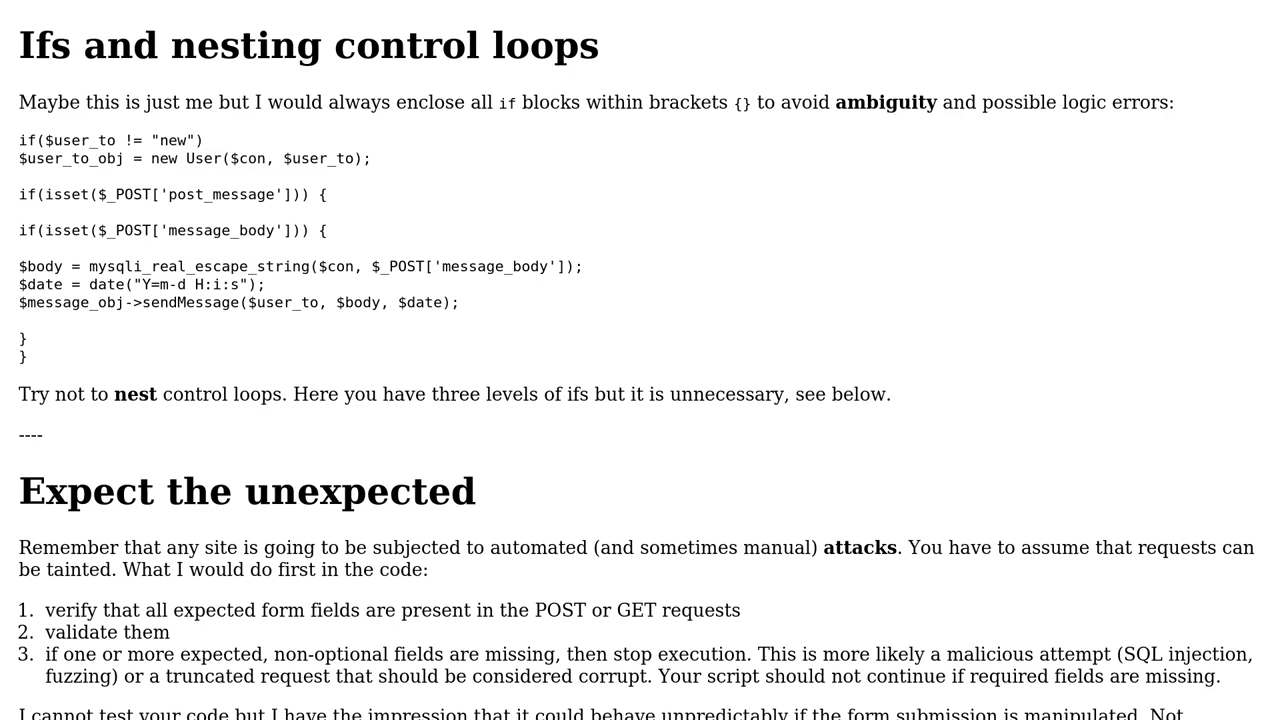 Ifs and nesting control loops
Maybe this is just me but I would always enclose all if blocks within brackets {} to avoid ambiguity and possible logic errors:
if($user_to != "new")
$user_to_obj = new User($con, $user_to);
if(isset($_POST['post_message'])) {
if(isset($_POST['message_body'])) {
$body = mysqli_real_escape_string($con, $_POST['message_body']);
$date = date("Y=m-d H:i:s");
$message_obj->sendMessage($user_to, $body, $date);
}
}
Try not to nest control loops. Here you have three levels of ifs but it is unnecessary, see below.
----
Expect the unexpected
Remember that any site is going to be subjected to automated (and sometimes manual) attacks. You have to assume that requests can
be tainted. What I would do first in the code:
1. verify that all expected form fields are present in the POST or GET requests
2. validate them
3. if one or more expected, non-optional fields are missing, then stop execution. This is more likely a malicious attempt (SQL injection,
fuzzing) or a truncated request that should be considered corrupt. Your script should not continue if required fields are missing.
I cannot test your code but I have the impression that it could behave unpredictably if the form submission is manipulated. Not